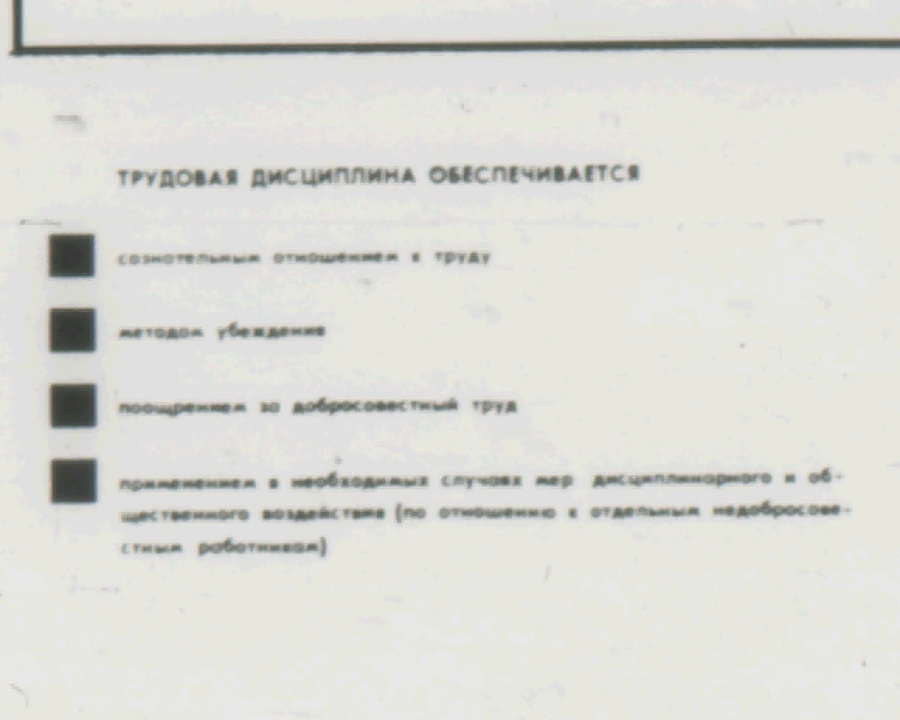 ТРУДОВАЯ ДИСЦИПЛИНА ОБЕСПЕЧИВАЕТСЯ
сознательным отношением к труду
методом убеждения
поощрением за добросовестный труд
применением в необходимых случаях мер дисциплинарного и об-
щественного воздействия (по отношению к отдельным недобросове-
стным работникам)